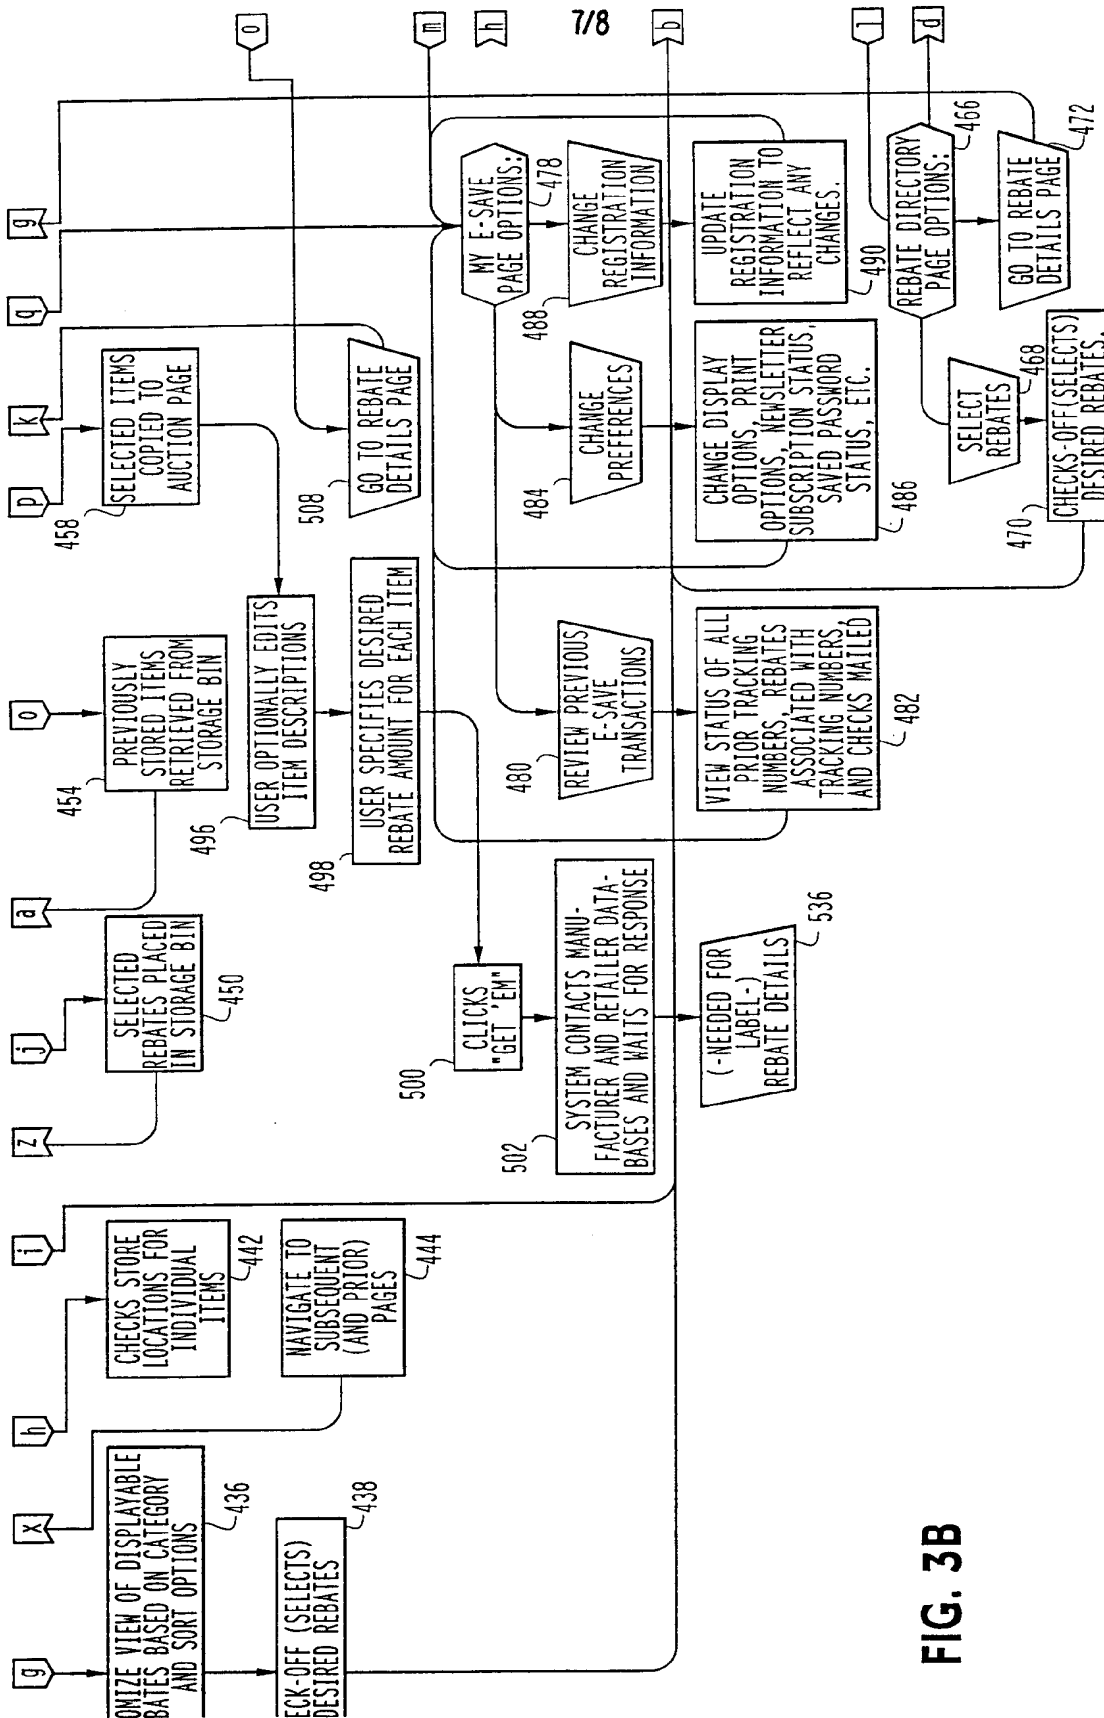 7/8
g
x
h
i
z
j
a
o
p
k
q
g
OMIZE VIEW OF DISPLAYABLE
BATES BASED ON CATEGORY
AND SORT OPTIONS
436
ECK-OFF (SELECTS)
DESIRED REBATES
438
CHECKS STORE
LOCATIONS FOR
INDIVIDUAL
ITEMS
442
NAVIGATE TO
SUBSEQUENT
(AND PRIOR)
PAGES
444
SELECTED
REBATES PLACED
IN STORAGE BIN
450
PREVIOUSLY
STORED ITEMS
RETRIEVED FROM
STORAGE BIN
454
SELECTED ITEMS
COPIED TO
AUCTION PAGE
458
USER OPTIONALLY EDITS
ITEM DESCRIPTIONS
496
USER SPECIFIES DESIRED
REBATE AMOUNT FOR EACH ITEM
498
CLICKS
"GET 'EM"
500
SYSTEM CONTACTS MANU-
FACTURER AND RETAILER DATA-
BASES AND WAITS FOR RESPONSE
502
(-NEEDED FOR
LABEL-)
REBATE DETAILS
536
GO TO REBATE
DETAILS PAGE
508
o
m
h
b
l
d
MY E-SAVE
PAGE OPTIONS:
478
REVIEW PREVIOUS
E-SAVE
TRANSACTIONS
480
VIEW STATUS OF ALL
PRIOR TRACKING
NUMBERS, REBATES
ASSOCIATED WITH
TRACKING NUMBERS,
AND CHECKS MAILED
482
CHANGE
PREFERENCES
484
CHANGE DISPLAY
OPTIONS, PRINT
OPTIONS, NEWSLETTER
SUBSCRIPTION STATUS,
SAVED PASSWORD
STATUS, ETC.
486
CHANGE
REGISTRATION
INFORMATION
488
UPDATE
REGISTRATION
INFORMATION TO
REFLECT ANY
CHANGES.
490
REBATE DIRECTORY
PAGE OPTIONS:
466
SELECT
REBATES
468
CHECKS-OFF(SELECTS)
DESIRED REBATES.
470
GO TO REBATE
DETAILS PAGE
472
FIG. 3B